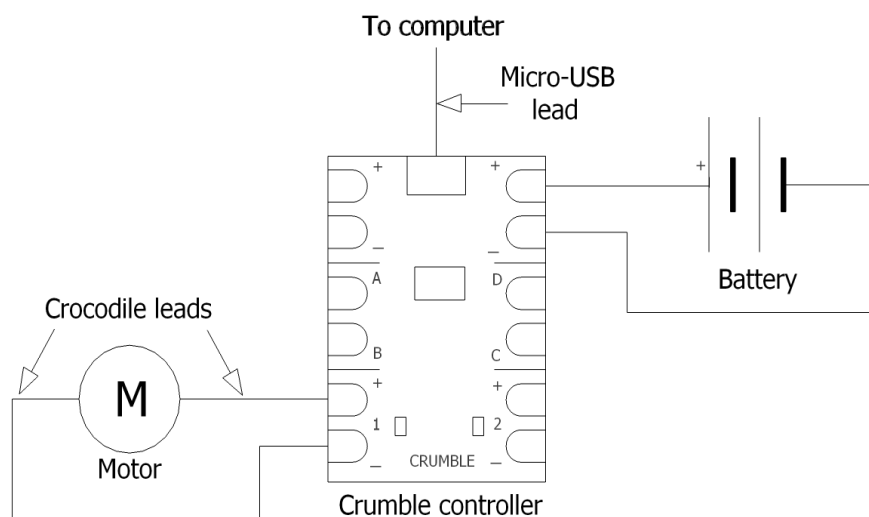 To computer
Micro-USB
lead
+
+
+
–
–
Battery
A
D
Crocodile leads
B
C
+
+
M
1
2
Motor
–
CRUMBLE
–
Crumble controller